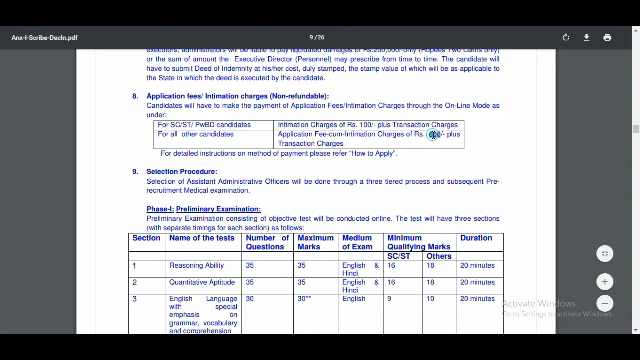 Anx-I-Scribe-Decln.pdf
9 / 26
executors, administrators will be liable to pay liquidated damages of Rs.200,000/-only (Rupees Two Lakhs only)
or the sum of amount the Executive Director (Personnel) may prescribe from time to time. The candidate will
have to submit Deed of Indemnity at his/her cost, duly stamped, the stamp value of which will be as applicable to
the State in which the deed is executed by the candidate.
8. Application fees/ Intimation charges (Non-refundable):
Candidates will have to make the payment of Application Fees/Intimation Charges through the On-Line Mode as
under:
For SC/ST/ PwBD candidates Intimation Charges of Rs. 100/- plus Transaction Charges
For all other candidates Application Fee-cum-Intimation Charges of Rs. /- plus
Transaction Charges
For detailed instructions on method of payment please refer "How to Apply".
9. Selection Procedure:
Selection of Assistant Administrative Officers will be done through a three tiered process and subsequent Pre-
recruitment Medical examination.
Phase-I: Preliminary Examination:
Preliminary Examination consisting of objective test will be conducted online. The test will have three sections
(with separate timings for each section) as follows:
Section Name of the tests Number of Questions Maximum Marks Medium of Exam Minimum Qualifying Marks Duration
SC/ST Others
1 Reasoning Ability 35 35 English & Hindi 16 18 20 minutes
2 Quantitative Aptitude 35 35 English & Hindi 16 18 20 minutes
3 English Language with special emphasis on grammar, vocabulary and comprehension 30 30** English 9 10 20 minutes
Activate Windows
Go to Settings to activate Windows.